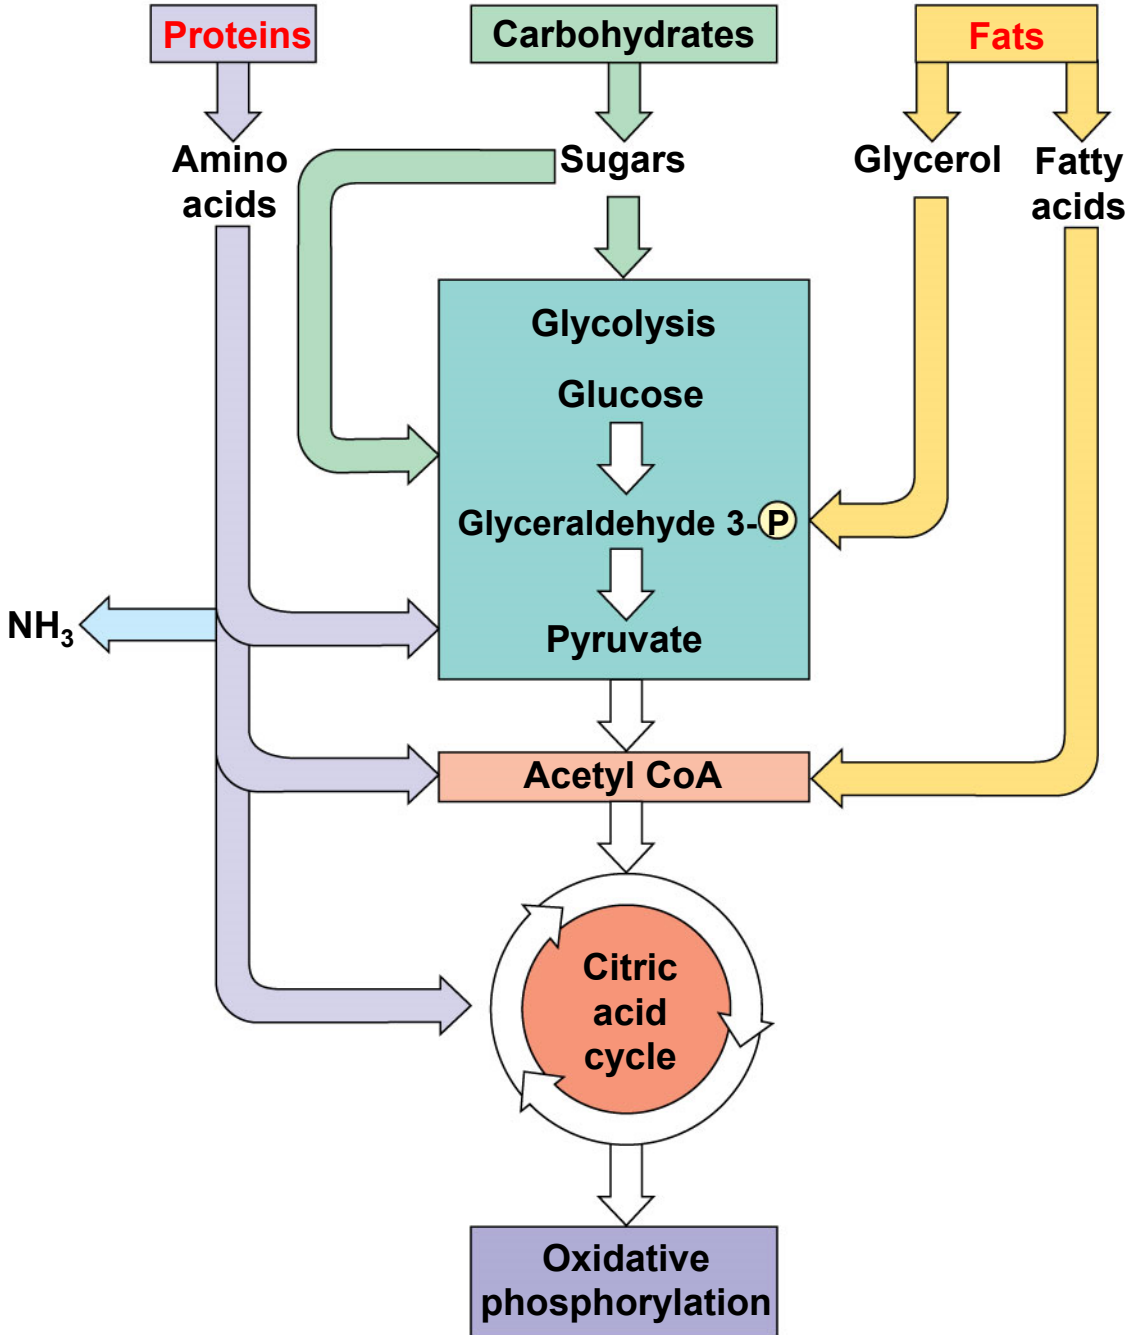 Proteins
Carbohydrates
Fats
Amino
acids
Sugars
Glycerol
Fatty
acids
Glycolysis
Glucose
Glyceraldehyde 3-P
NH₃
Pyruvate
Acetyl CoA
Citric
acid
cycle
Oxidative
phosphorylation